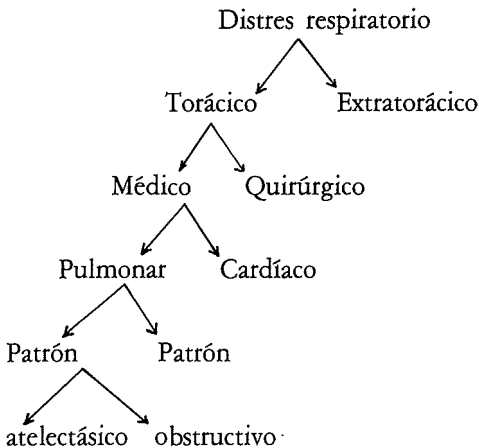 Distres respiratorio
Torácico Extratorácico
Médico Quirúrgico
Pulmonar Cardíaco
Patrón Patrón
atelectásico obstructivo